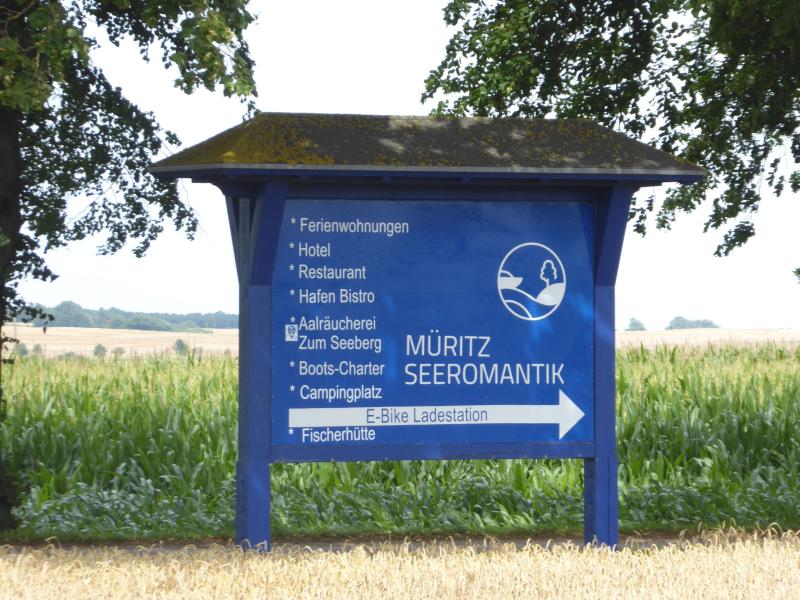 * Ferienwohnungen
* Hotel
* Restaurant
* Hafen Bistro
* Aalräucherei
Zum Seeberg
* Boots-Charter
* Campingplatz
E-Bike Ladestation
* Fischerhütte
MÜRITZ
SEEROMANTIK